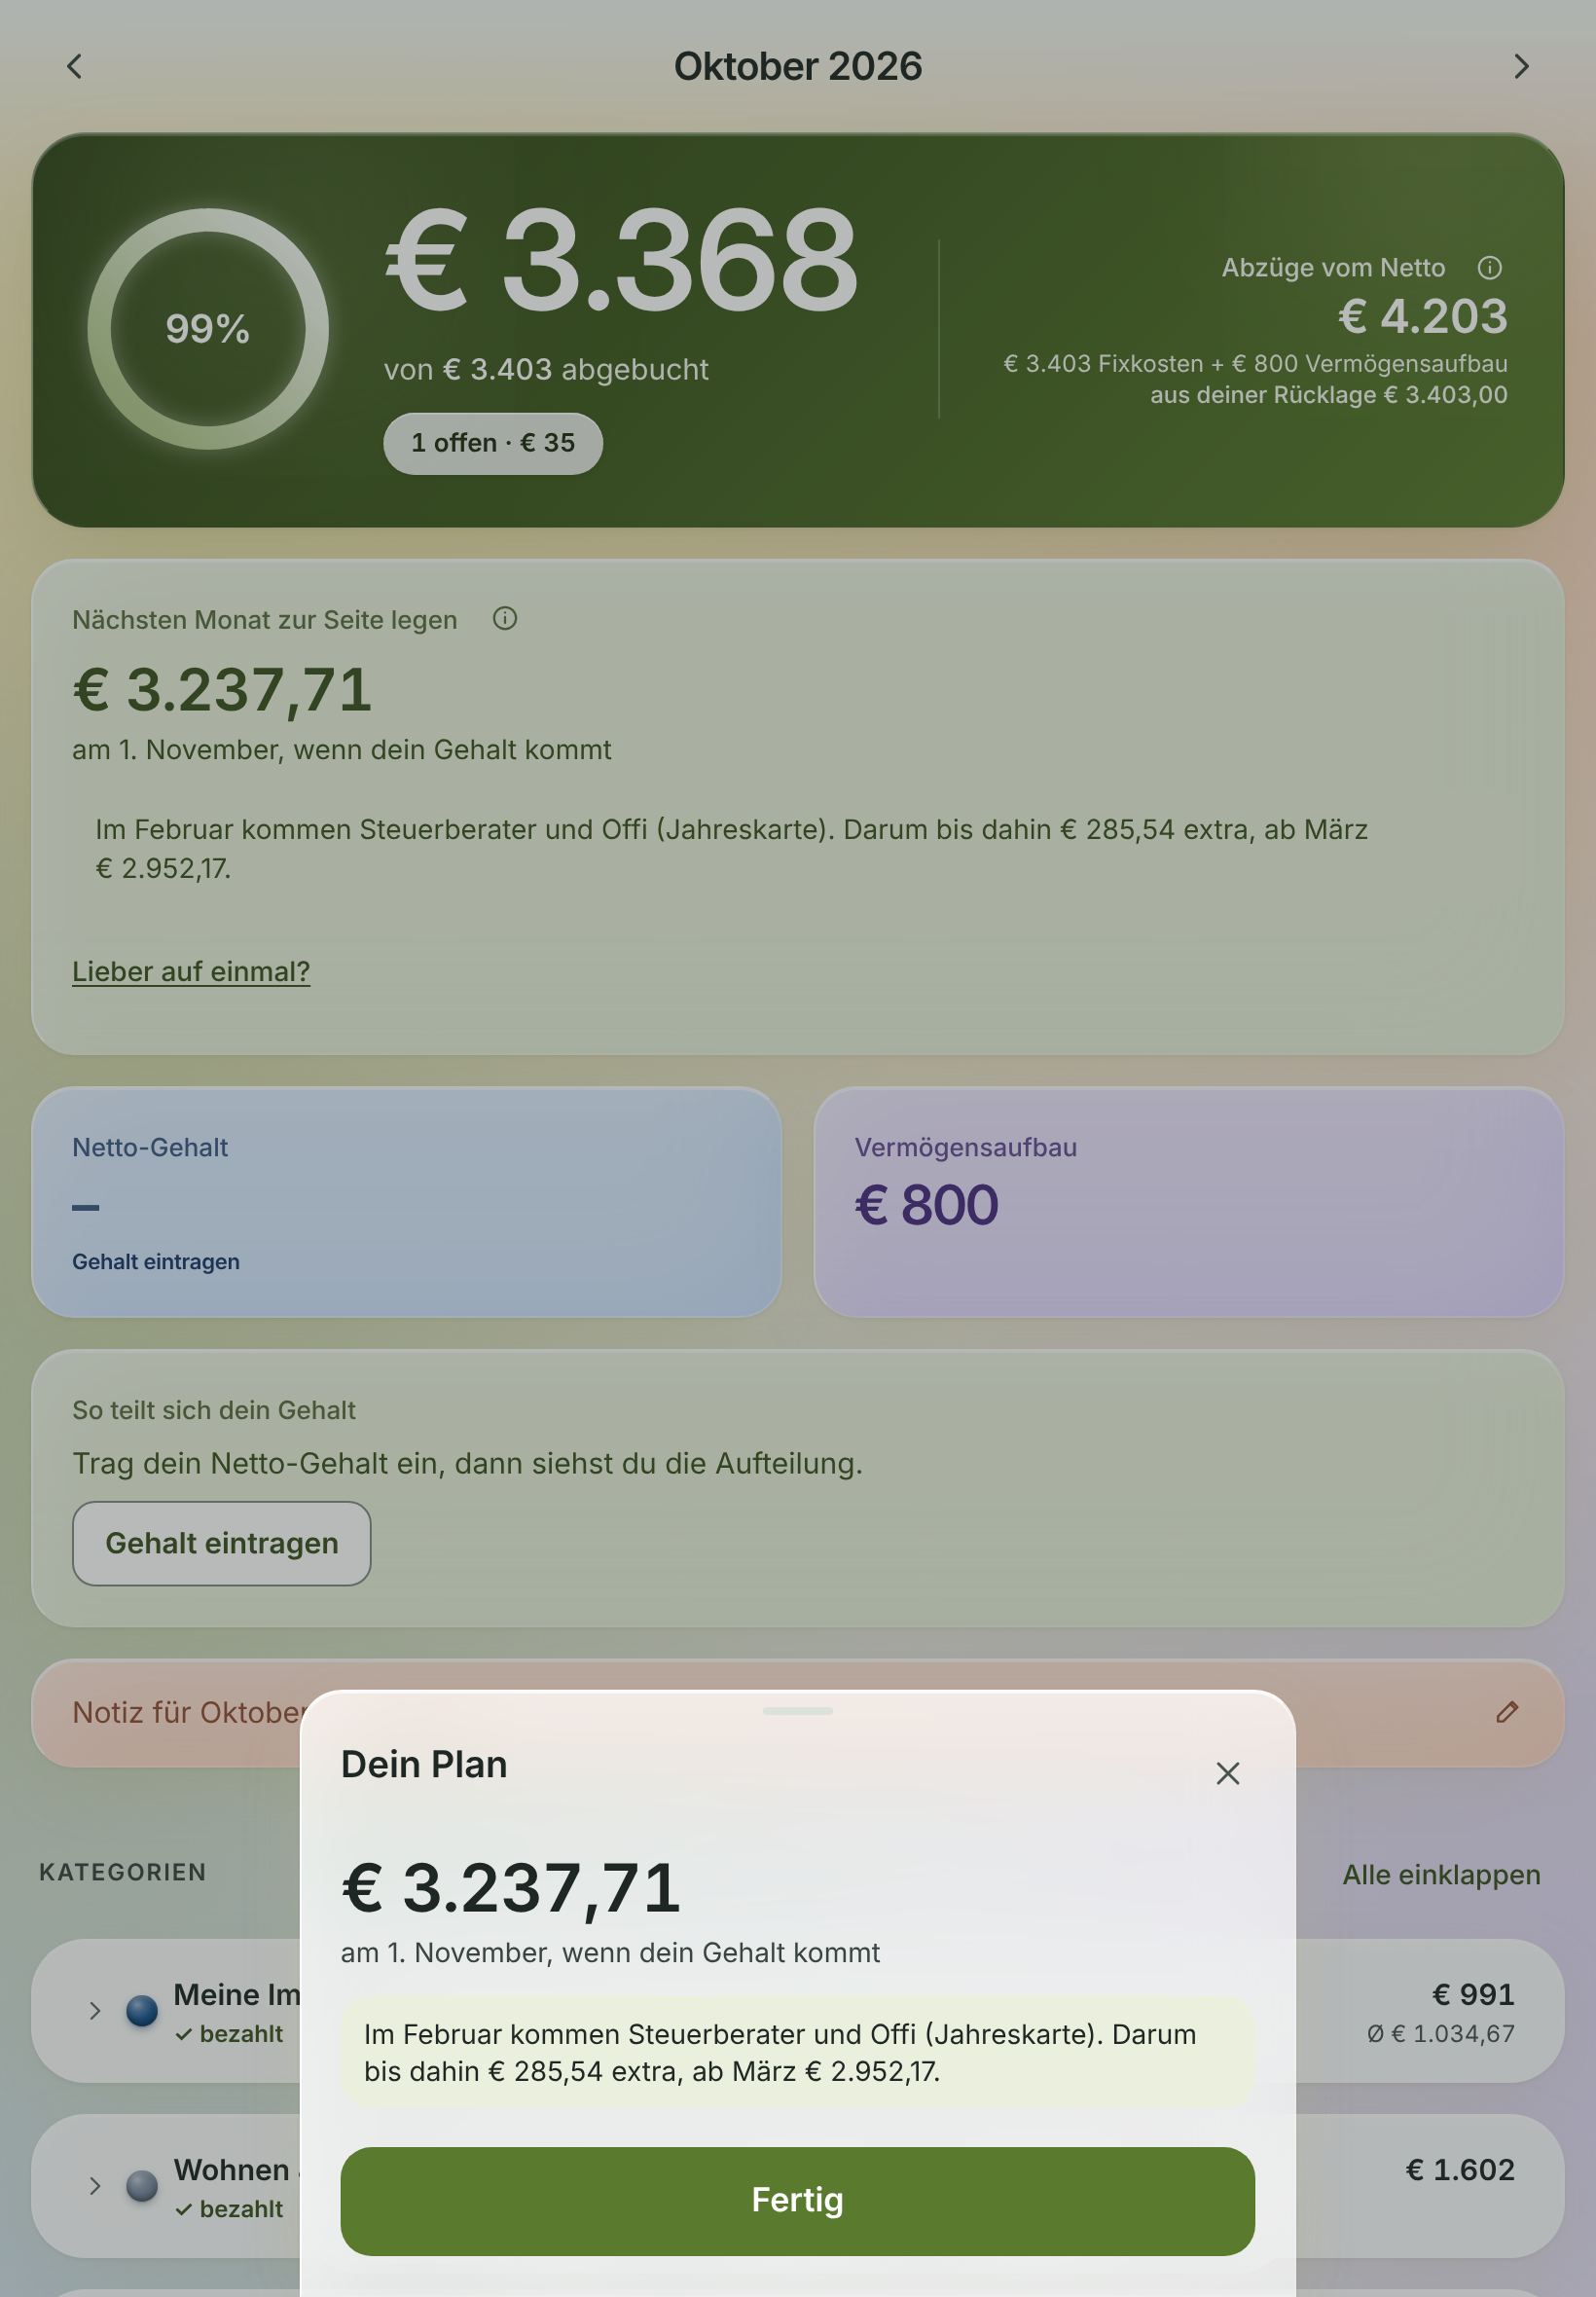 Oktober 2026
99%
€ 3.368
von € 3.403 abgebucht
1 offen · € 35
Abzüge vom Netto
€ 4.203
€ 3.403 Fixkosten + € 800 Vermögensaufbau
aus deiner Rücklage € 3.403,00
Nächsten Monat zur Seite legen
€ 3.237,71
am 1. November, wenn dein Gehalt kommt
Im Februar kommen Steuerberater und Offi (Jahreskarte). Darum bis dahin € 285,54 extra, ab März
€ 2.952,17.
Lieber auf einmal?
Netto-Gehalt
–
Gehalt eintragen
Vermögensaufbau
€ 800
So teilt sich dein Gehalt
Trag dein Netto-Gehalt ein, dann siehst du die Aufteilung.
Gehalt eintragen
Notiz für Oktober
KATEGORIEN
Alle einklappen
Meine Im
✓ bezahlt
€ 991
Ø € 1.034,67
Wohnen
✓ bezahlt
€ 1.602
Dein Plan
€ 3.237,71
am 1. November, wenn dein Gehalt kommt
Im Februar kommen Steuerberater und Offi (Jahreskarte). Darum
bis dahin € 285,54 extra, ab März € 2.952,17.
Fertig